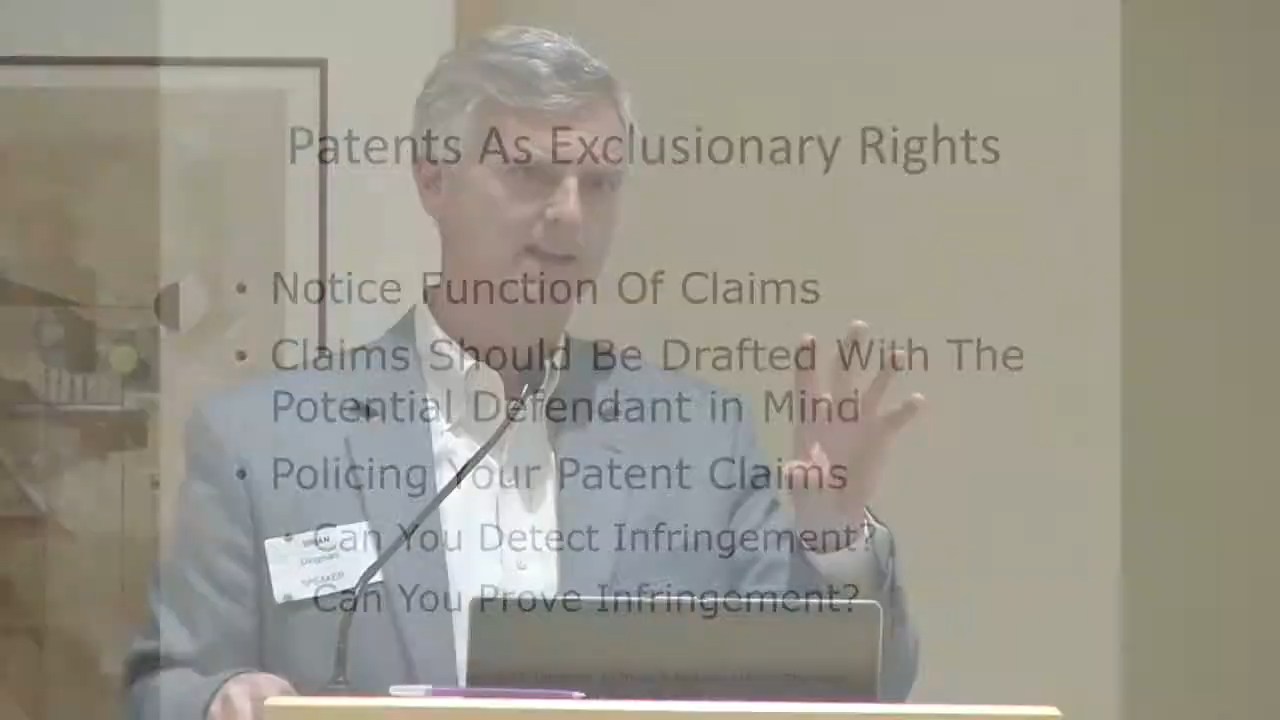 Patents As Exclusionary Rights
• Notice Function Of Claims
• Claims Should Be Drafted With The
Potential Defendant in Mind
• Policing Your Patent Claims
• Can You Detect Infringement?
• Can You Prove Infringement?
BRIAN
SPEAKER